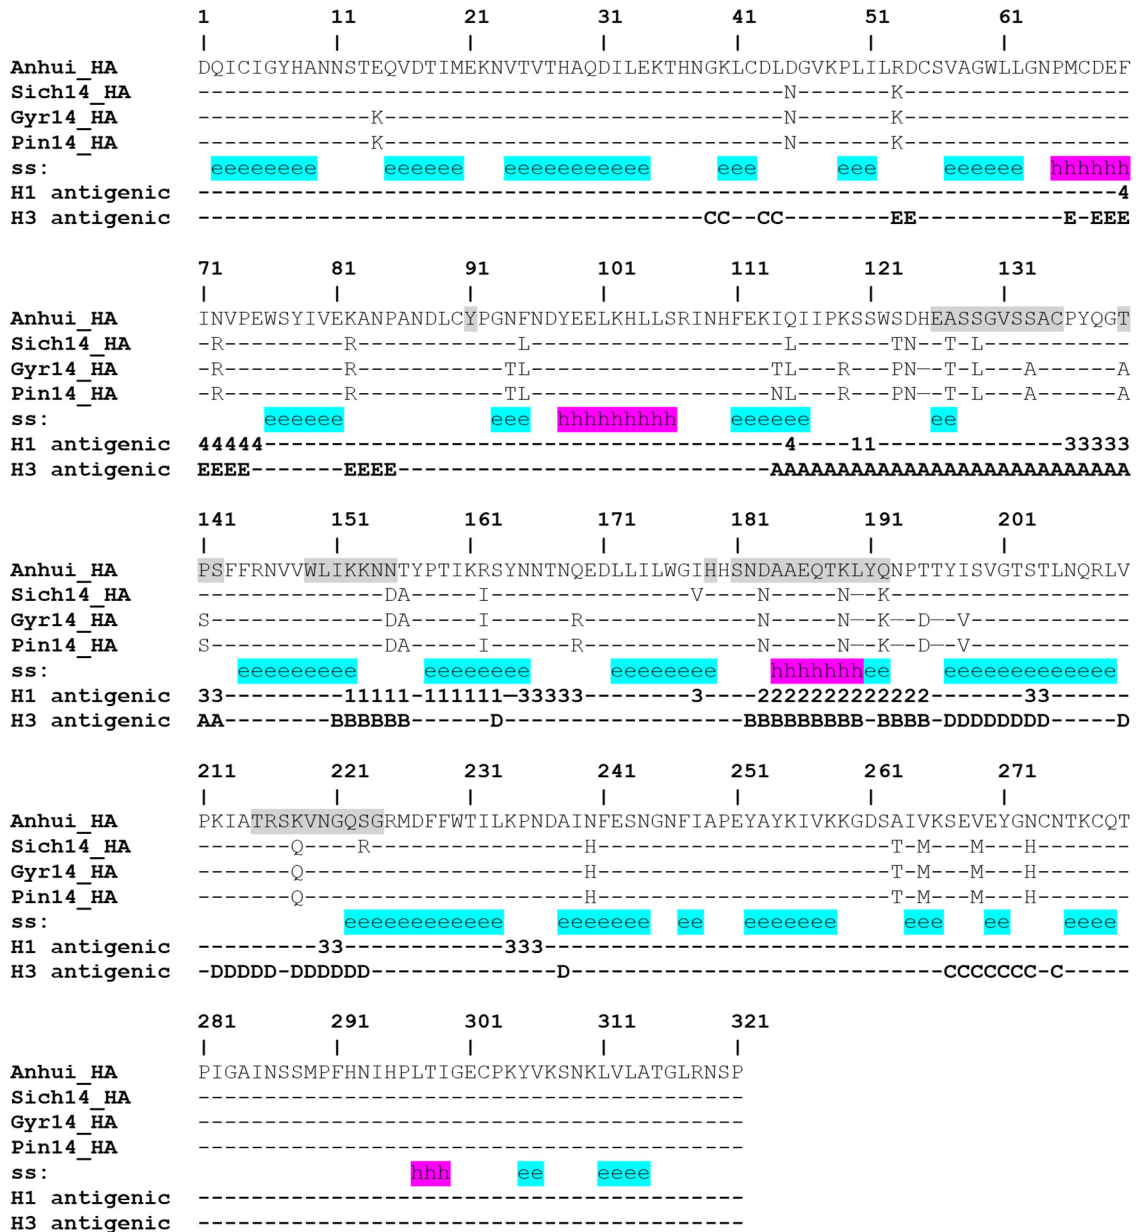 1 11 21 31 41 51 61
Anhui_HA DQICIGYHANNSTEQVDTIMEKNVTVTHAQDILEKTHNGKLCDLDGVKPLILRDCSVAGWLLGNPMCDEF
Sich14_HA --------------------------------------------N-------K-----------------
Gyr14_HA -------------K------------------------------N-------K-----------------
Pin14_HA -------------K------------------------------N-------K-----------------
ss: eeeeeeee eeeeee eeeeeeeeeee eee eee eeeeee hhhhhh
H1 antigenic ---------------------------------------------------------------------4
H3 antigenic --------------------------------------CC--CC--------EE-----------E-EEE
71 81 91 101 111 121 131
Anhui_HA INVPEWSYIVEKANPANDLCYPGNFNDYEELKHLLSRINHFEKIQIIPKSSWSDHEASSGVSSACPYQGT
Sich14_HA -R---------R------------L-------------------L-------TN--T-L-----------
Gyr14_HA -R---------R-----------TL------------------TL---R---PN--T-L---A------A
Pin14_HA -R---------R-----------TL------------------NL---R---PN--T-L---A------A
ss: eeeeee eee hhhhhhhhh eeeeee ee
H1 antigenic 44444---------------------------------------4----11--------------33333
H3 antigenic EEEE-------EEEE----------------------------AAAAAAAAAAAAAAAAAAAAAAAAAAA
141 151 161 171 181 191 201
Anhui_HA PSFFRNVVWLIKKNNTYPTIKRSYNNTNQEDLLILWGIHHSNDAAEQTKLYQNPTTYISVGTSTLNQRLV
Sich14_HA --------------DA-----I---------------V----N-----N--K------------------
Gyr14_HA S-------------DA-----I------R-------------N-----N--K--D--V------------
Pin14_HA S-------------DA-----I------R-------------N-----N--K--D--V------------
ss: eeeeeeeee eeeeeeee eeeeeeee hhhhhhhee eeeeeeeeeeeee
H1 antigenic 33---------11111-111111-33333--------3----2222222222222-------33------
H3 antigenic AA--------BBBBBB------D------------------BBBBBBBBB-BBBB-DDDDDDDD-----D
211 221 231 241 251 261 271
Anhui_HA PKIATRSKVNGQSGRMDFFWTILKPNDAINFESNGNFIAPEYAYKIVKKGDSAIVKSEVEYGNCNTKCQT
Sich14_HA -------Q----R----------------H----------------------T-M---M---H-------
Gyr14_HA -------Q---------------------H----------------------T-M---M---H-------
Pin14_HA -------Q---------------------H----------------------T-M---M---H-------
ss: eeeeeeeeeeee eeeeeee ee eeeeeee eee ee eeee
H1 antigenic ---------33------------333--------------------------------------------
H3 antigenic -DDDDD-DDDDDD--------------D----------------------------CCCCCCC-C-----
281 291 301 311 321
Anhui_HA PIGAINSSMPFHNIHPLTIGECPKYVKSNKLVLATGLRNSP
Sich14_HA -----------------------------------------
Gyr14_HA -----------------------------------------
Pin14_HA -----------------------------------------
ss: hhh ee eeee
H1 antigenic -----------------------------------------
H3 antigenic -----------------------------------------